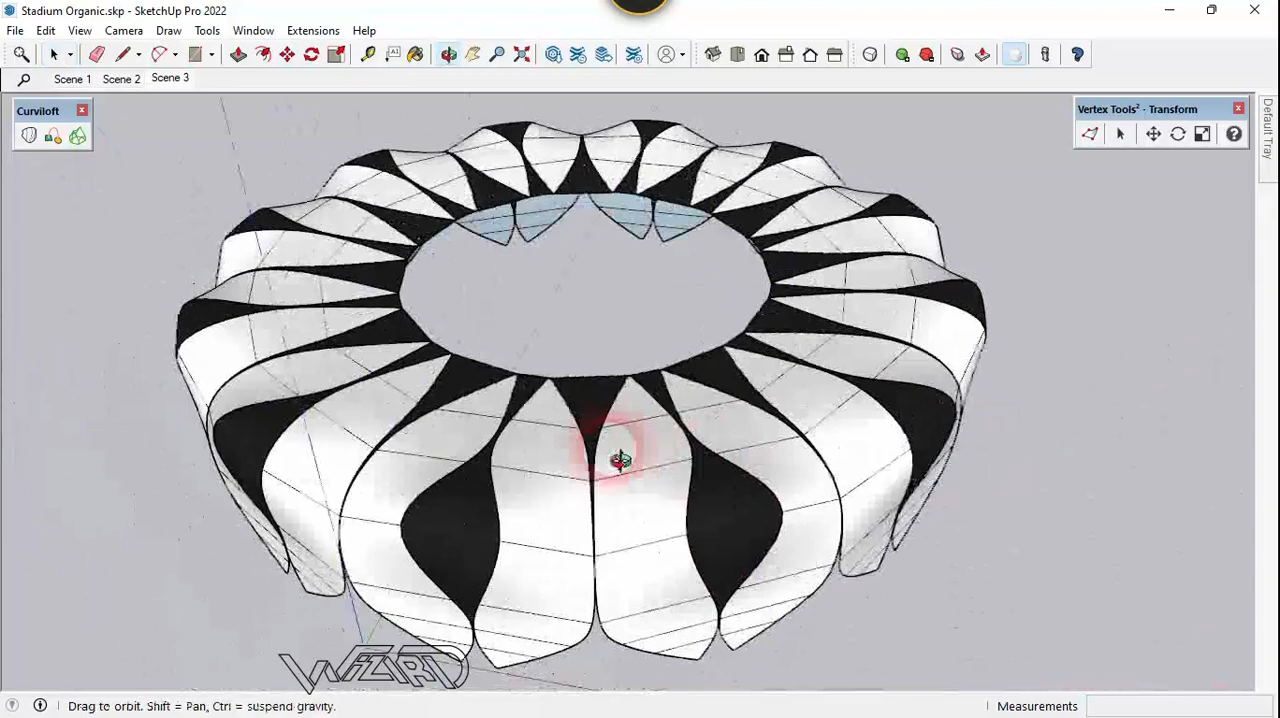 Stadium Organic.skp - SketchUp Pro 2022
File Edit View Camera Draw Tools Window Extensions Help
Scene 1 Scene 2 Scene 3
Curviloft
Vertex Tools² - Transform
Default Tray
WIZARD
Drag to orbit. Shift = Pan, Ctrl = suspend gravity.
Measurements